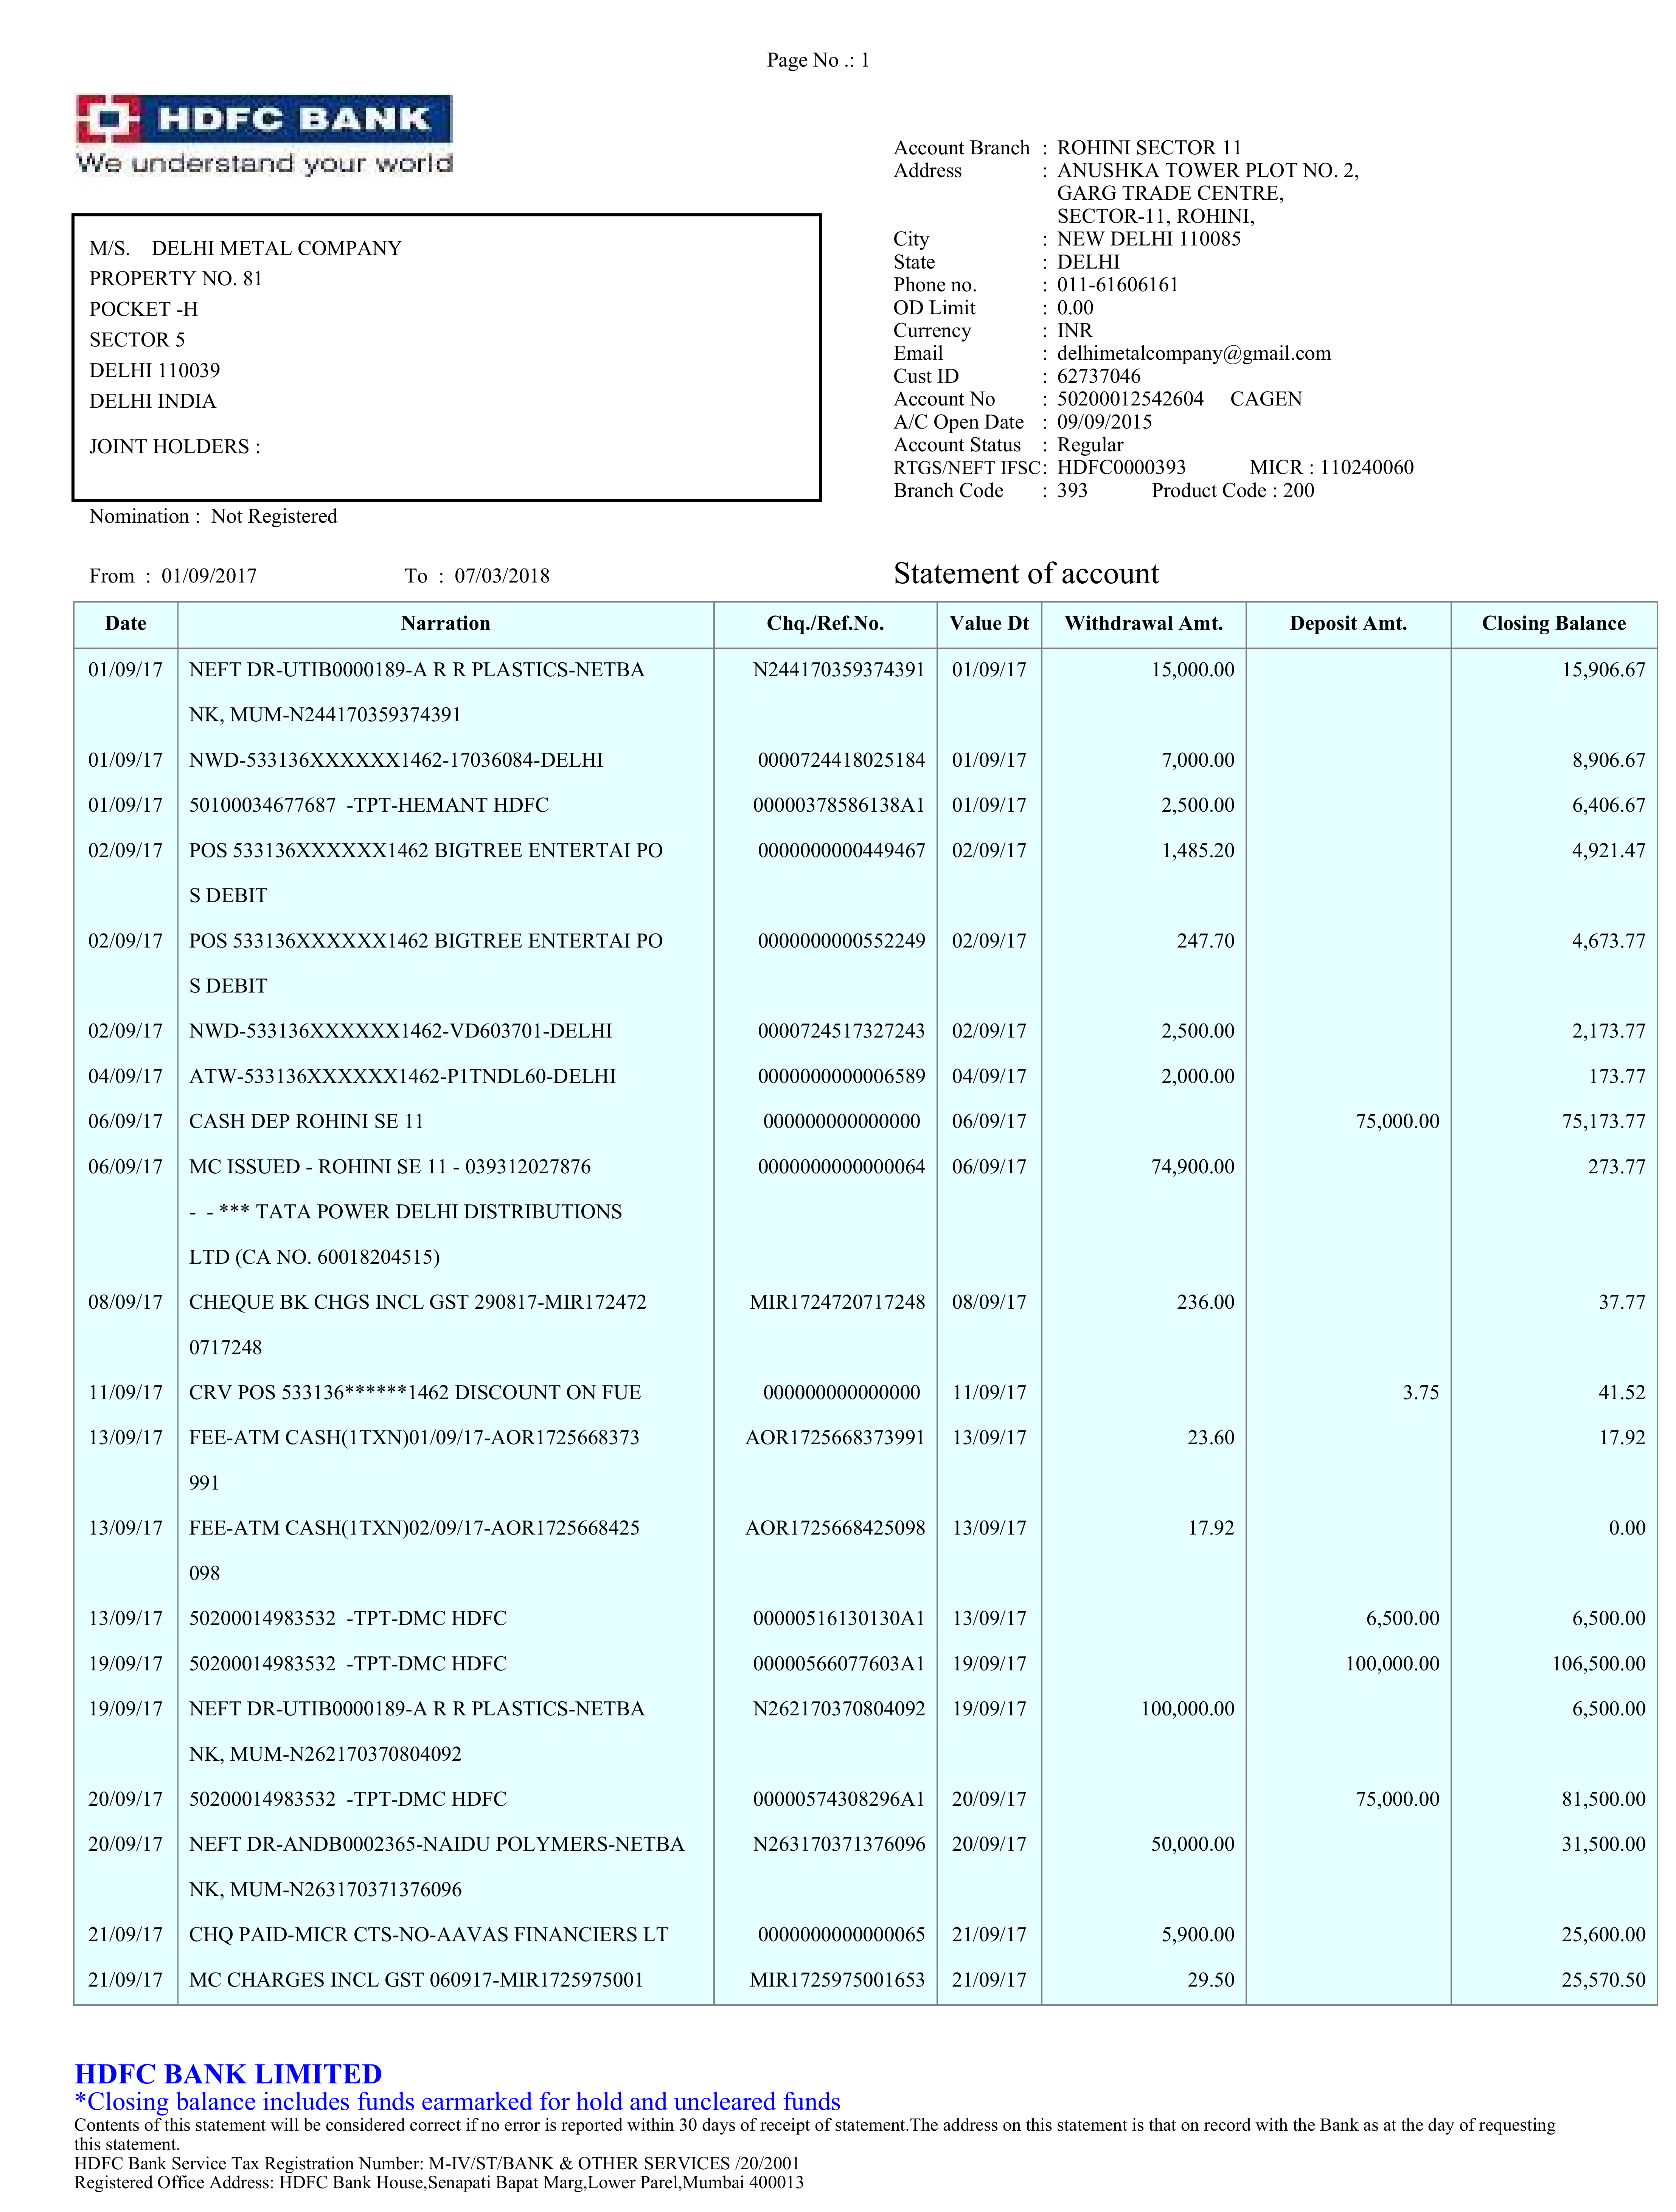 Page No .: 1
HDFC BANK
We understand your world
Account Branch : ROHINI SECTOR 11
Address : ANUSHKA TOWER PLOT NO. 2,
GARG TRADE CENTRE,
SECTOR-11, ROHINI,
City : NEW DELHI 110085
State : DELHI
Phone no. : 011-61606161
OD Limit : 0.00
Currency : INR
Email : delhimetalcompany@gmail.com
Cust ID : 62737046
Account No : 50200012542604 CAGEN
A/C Open Date : 09/09/2015
Account Status : Regular
RTGS/NEFT IFSC: HDFC0000393 MICR : 110240060
Branch Code : 393 Product Code : 200
M/S. DELHI METAL COMPANY
PROPERTY NO. 81
POCKET -H
SECTOR 5
DELHI 110039
DELHI INDIA
JOINT HOLDERS :
Nomination : Not Registered
From : 01/09/2017 To : 07/03/2018 Statement of account
Date Narration Chq./Ref.No. Value Dt Withdrawal Amt. Deposit Amt. Closing Balance
01/09/17 NEFT DR-UTIB0000189-A R R PLASTICS-NETBA N244170359374391 01/09/17 15,000.00 15,906.67
NK, MUM-N244170359374391
01/09/17 NWD-533136XXXXXX1462-17036084-DELHI 0000724418025184 01/09/17 7,000.00 8,906.67
01/09/17 50100034677687 -TPT-HEMANT HDFC 00000378586138A1 01/09/17 2,500.00 6,406.67
02/09/17 POS 533136XXXXXX1462 BIGTREE ENTERTAI PO 0000000000449467 02/09/17 1,485.20 4,921.47
S DEBIT
02/09/17 POS 533136XXXXXX1462 BIGTREE ENTERTAI PO 0000000000552249 02/09/17 247.70 4,673.77
S DEBIT
02/09/17 NWD-533136XXXXXX1462-VD603701-DELHI 0000724517327243 02/09/17 2,500.00 2,173.77
04/09/17 ATW-533136XXXXXX1462-P1TNDL60-DELHI 0000000000006589 04/09/17 2,000.00 173.77
06/09/17 CASH DEP ROHINI SE 11 000000000000000 06/09/17 75,000.00 75,173.77
06/09/17 MC ISSUED - ROHINI SE 11 - 039312027876 0000000000000064 06/09/17 74,900.00 273.77
- - *** TATA POWER DELHI DISTRIBUTIONS
LTD (CA NO. 60018204515)
08/09/17 CHEQUE BK CHGS INCL GST 290817-MIR172472 MIR1724720717248 08/09/17 236.00 37.77
0717248
11/09/17 CRV POS 533136******1462 DISCOUNT ON FUE 000000000000000 11/09/17 3.75 41.52
13/09/17 FEE-ATM CASH(1TXN)01/09/17-AOR1725668373 AOR1725668373991 13/09/17 23.60 17.92
991
13/09/17 FEE-ATM CASH(1TXN)02/09/17-AOR1725668425 AOR1725668425098 13/09/17 17.92 0.00
098
13/09/17 50200014983532 -TPT-DMC HDFC 00000516130130A1 13/09/17 6,500.00 6,500.00
19/09/17 50200014983532 -TPT-DMC HDFC 00000566077603A1 19/09/17 100,000.00 106,500.00
19/09/17 NEFT DR-UTIB0000189-A R R PLASTICS-NETBA N262170370804092 19/09/17 100,000.00 6,500.00
NK, MUM-N262170370804092
20/09/17 50200014983532 -TPT-DMC HDFC 00000574308296A1 20/09/17 75,000.00 81,500.00
20/09/17 NEFT DR-ANDB0002365-NAIDU POLYMERS-NETBA N263170371376096 20/09/17 50,000.00 31,500.00
NK, MUM-N263170371376096
21/09/17 CHQ PAID-MICR CTS-NO-AAVAS FINANCIERS LT 0000000000000065 21/09/17 5,900.00 25,600.00
21/09/17 MC CHARGES INCL GST 060917-MIR1725975001 MIR1725975001653 21/09/17 29.50 25,570.50
HDFC BANK LIMITED
*Closing balance includes funds earmarked for hold and uncleared funds
Contents of this statement will be considered correct if no error is reported within 30 days of receipt of statement.The address on this statement is that on record with the Bank as at the day of requesting
this statement.
HDFC Bank Service Tax Registration Number: M-IV/ST/BANK & OTHER SERVICES /20/2001
Registered Office Address: HDFC Bank House,Senapati Bapat Marg,Lower Parel,Mumbai 400013